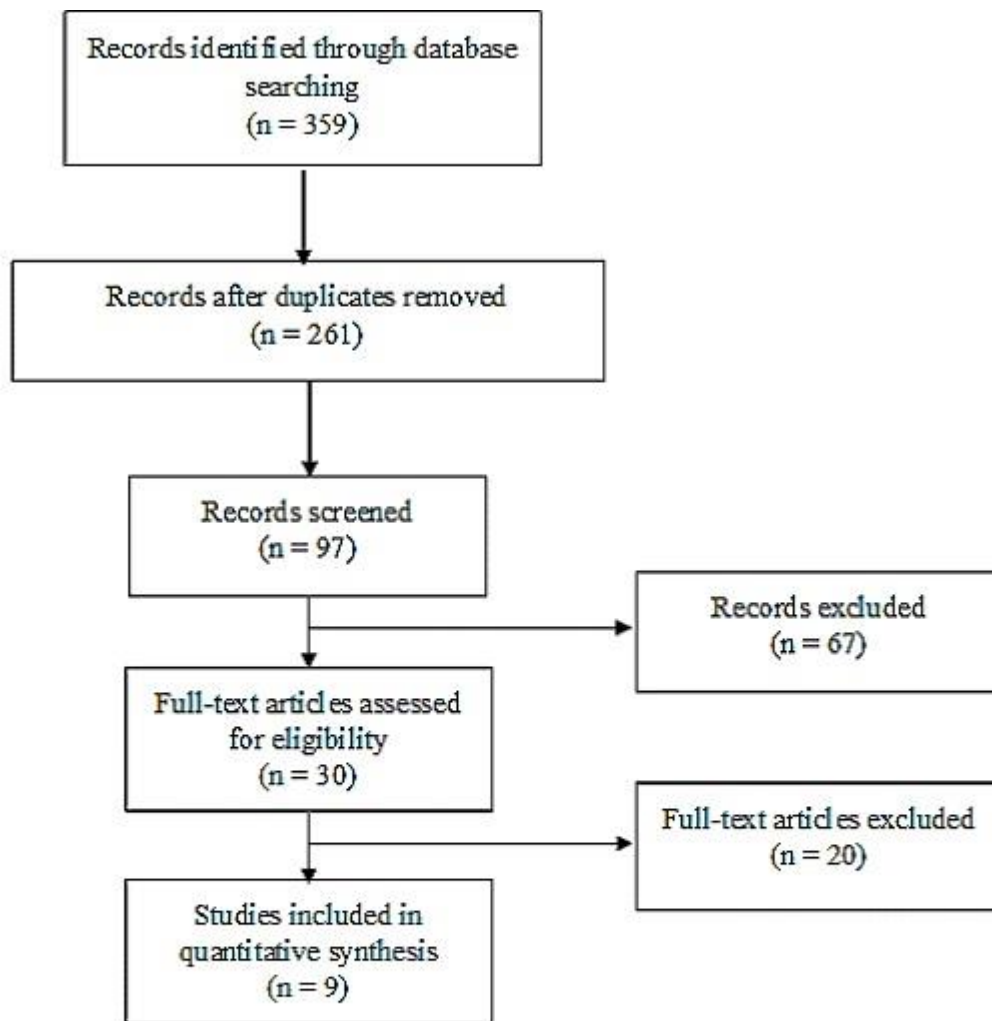 Records identified through database
searching
(n = 359)
Records after duplicates removed
(n = 261)
Records screened
(n = 97)
Records excluded
(n = 67)
Full-text articles assessed
for eligibility
(n = 30)
Full-text articles excluded
(n = 20)
Studies included in
quantitative synthesis
(n = 9)